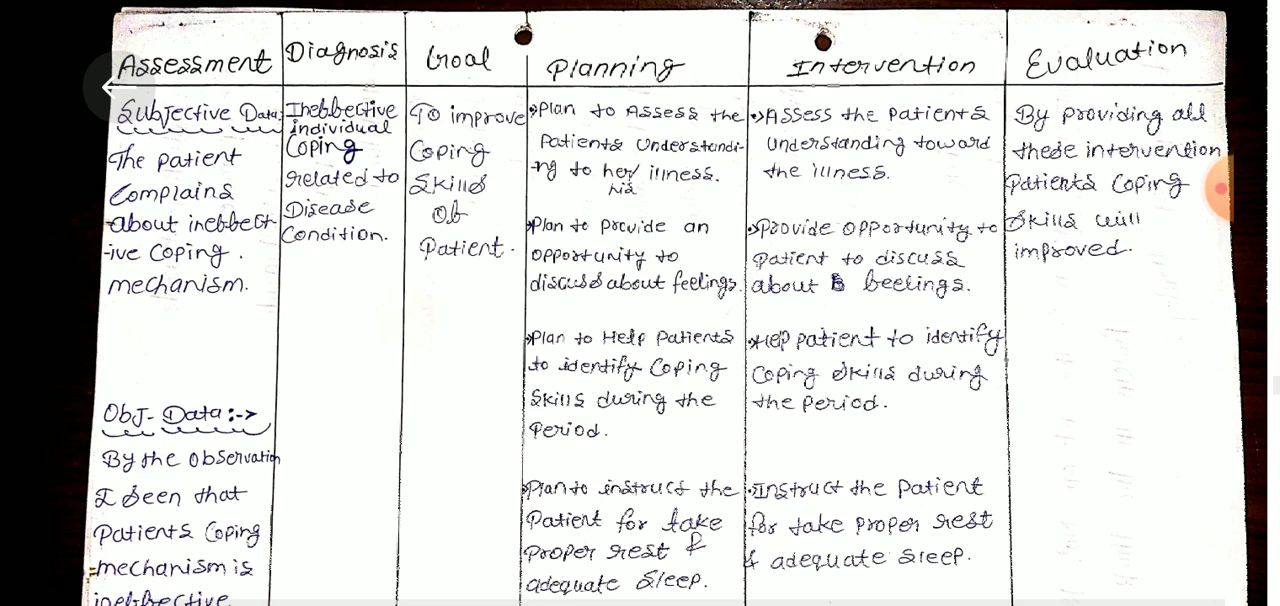 Assessment
Subjective Data:
The patient
Complains
about ineffect-
-ive coping.
mechanism.
Obj- Data:->
By the observation
I seen that
Patients Coping
=mechanism is
ineffective.
Diagnosis
Ineffective
individual
Coping
related to
Disease
Condition.
Goal
To improve
Coping
Skills
of
Patient.
Planning
Plan to Assess the
Patients Understandi-
ng to her/ illness.
his
Plan to provide an
opportunity to
discuss about feelings.
Plan to Help Patients
to identify Coping
Skills during the
Period.
Plan to instruct the
Patient for take
proper rest &
adequate Sleep.
Intervention
Assess the patients
Understanding toward
the illness.
Provide opportunity to
patient to discuss
about feelings.
Help patient to identify
Coping Skills during
the period.
Instruct the Patient
for take proper rest
& adequate sleep.
Evaluation
By providing all
these intervention
patients coping
Skills will
improved.